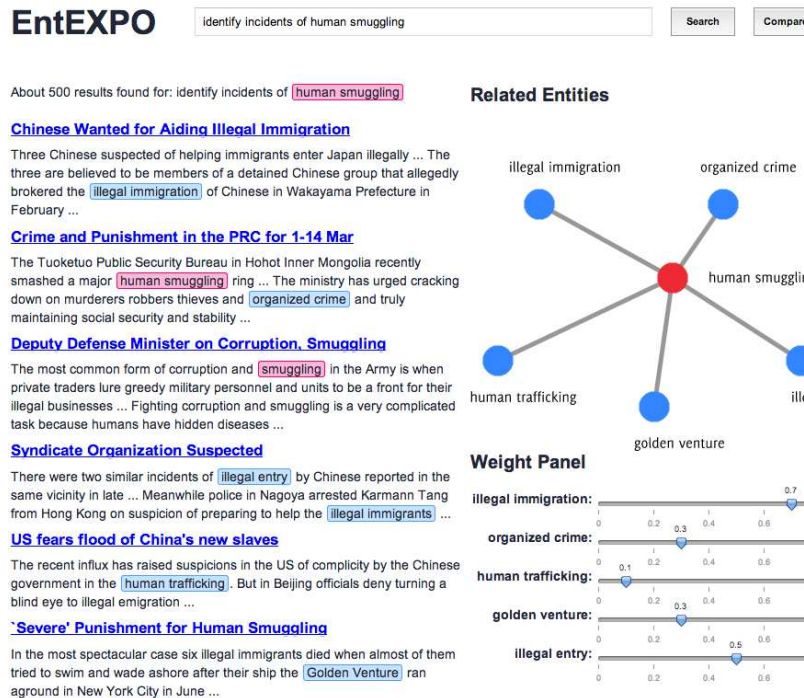 EntEXPO
identify incidents of human smuggling
Search
Compare
About 500 results found for: identify incidents of human smuggling
Chinese Wanted for Aiding Illegal Immigration
Three Chinese suspected of helping immigrants enter Japan illegally ... The
three are believed to be members of a detained Chinese group that allegedly
brokered the illegal immigration of Chinese in Wakayama Prefecture in
February ...
Crime and Punishment in the PRC for 1-14 Mar
The Tuoketuo Public Security Bureau in Hohot Inner Mongolia recently
smashed a major human smuggling ring ... The ministry has urged cracking
down on murderers robbers thieves and organized crime and truly
maintaining social security and stability ...
Deputy Defense Minister on Corruption, Smuggling
The most common form of corruption and smuggling in the Army is when
private traders lure greedy military personnel and units to be a front for their
illegal businesses ... Fighting corruption and smuggling is a very complicated
task because humans have hidden diseases ...
Syndicate Organization Suspected
There were two similar incidents of illegal entry by Chinese reported in the
same vicinity in late ... Meanwhile police in Nagoya arrested Karmann Tang
from Hong Kong on suspicion of preparing to help the illegal immigrants ...
US fears flood of China's new slaves
The recent influx has raised suspicions in the US of complicity by the Chinese
government in the human trafficking . But in Beijing officials deny turning a
blind eye to illegal emigration ...
`Severe' Punishment for Human Smuggling
In the most spectacular case six illegal immigrants died when almost of them
tried to swim and wade ashore after their ship the Golden Venture ran
aground in New York City in June ...
Related Entities
illegal immigration
organized crime
human smuggling
human trafficking
golden venture
Weight Panel
illegal immigration:
0.7
0 0.2 0.4 0.6
organized crime:
0.3
0 0.2 0.4 0.6
human trafficking:
0.1
0 0.2 0.4 0.6
golden venture:
0.3
0 0.2 0.4 0.6
illegal entry:
0.5
0 0.2 0.4 0.6